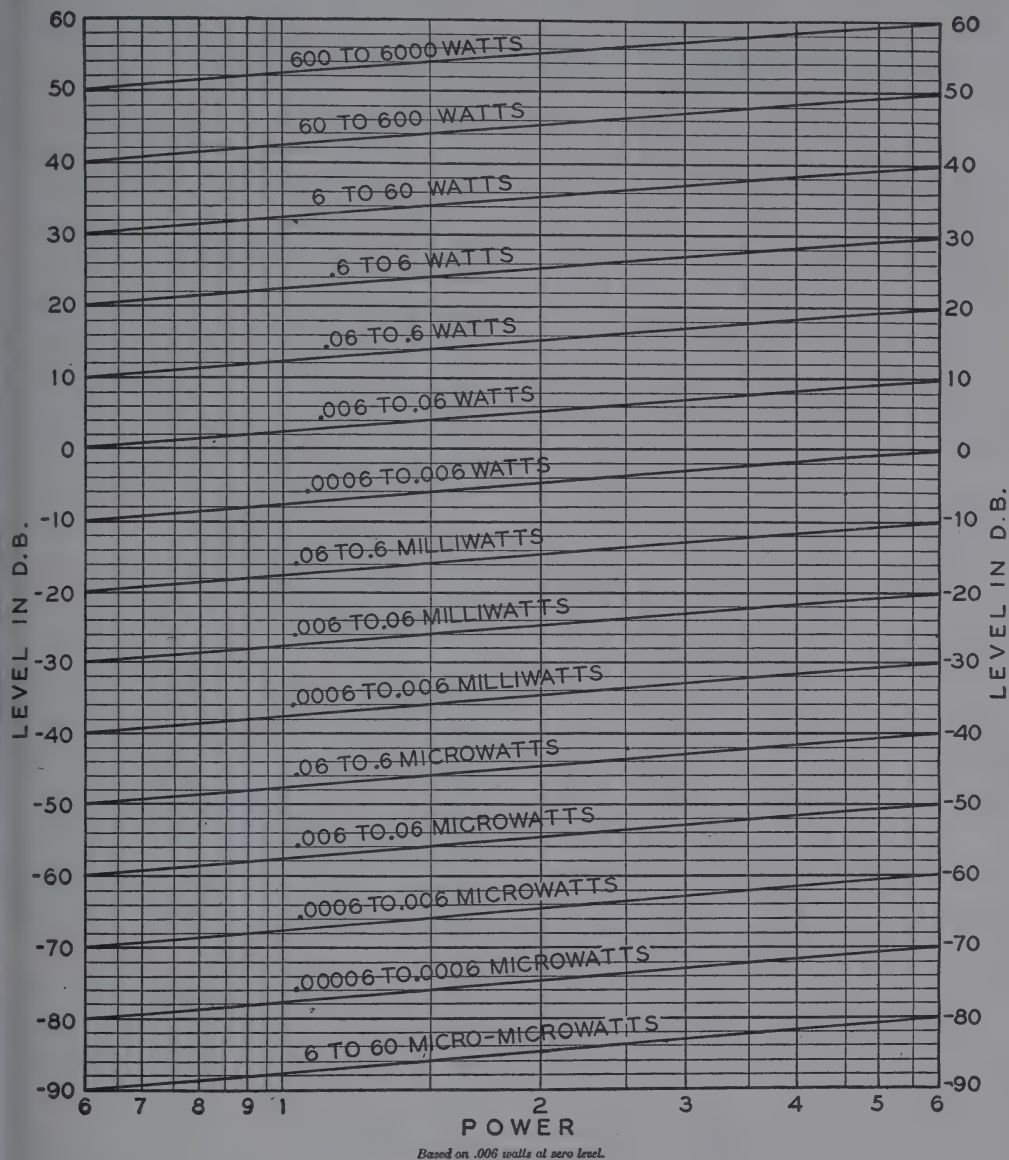 60
50
40
30
20
10
0
-10
-20
-30
-40
-50
-60
-70
-80
-90
LEVEL IN D.B.
600 TO 6000 WATTS
60 TO 600 WATTS
6 TO 60 WATTS
.6 TO 6 WATTS
.06 TO .6 WATTS
.006 TO .06 WATTS
.0006 TO .006 WATTS
.06 TO .6 MILLIWATTS
.006 TO .06 MILLIWATTS
.0006 TO .006 MILLIWATTS
.06 TO .6 MICROWATTS
.006 TO .06 MICROWATTS
.0006 TO .006 MICROWATTS
.00006 TO .0006 MICROWATTS
6 TO 60 MICRO-MICROWATTS
60
50
40
30
20
10
0
-10
-20
-30
-40
-50
-60
-70
-80
-90
LEVEL IN D.B.
6 7 8 9 1 2 3 4 5 6
POWER
Based on .006 watts at zero level.